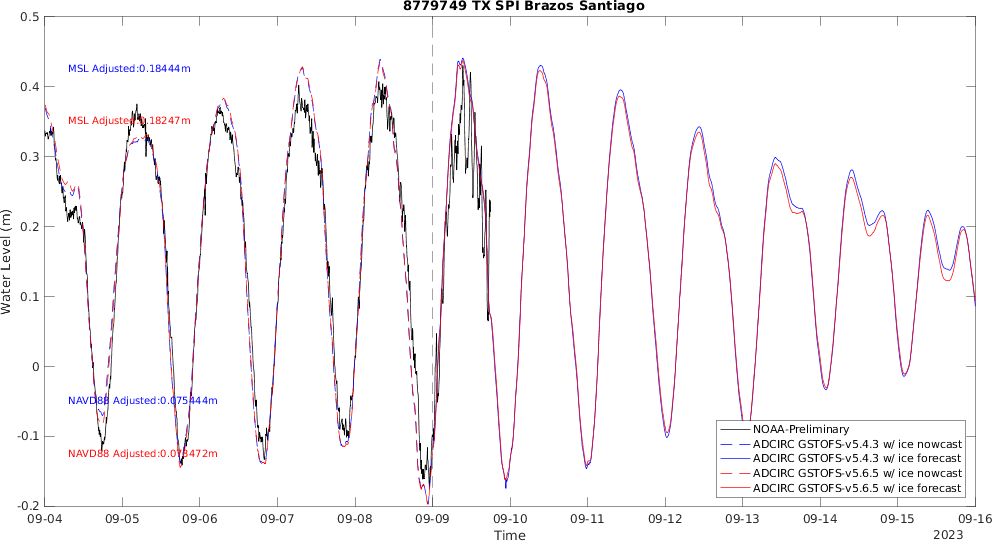 8779749 TX SPI Brazos Santiago
0.5
0.4
0.3
0.2
0.1
0
-0.1
-0.2
Water Level (m)
MSL Adjusted:0.18444m
MSL Adjusted:0.18247m
NAVD88 Adjusted:0.075444m
NAVD88 Adjusted:0.073472m
NOAA-Preliminary
ADCIRC GSTOFS-v5.4.3 w/ ice nowcast
ADCIRC GSTOFS-v5.4.3 w/ ice forecast
ADCIRC GSTOFS-v5.6.5 w/ ice nowcast
ADCIRC GSTOFS-v5.6.5 w/ ice forecast
09-04 09-05 09-06 09-07 09-08 09-09 09-10 09-11 09-12 09-13 09-14 09-15 09-16
Time
2023